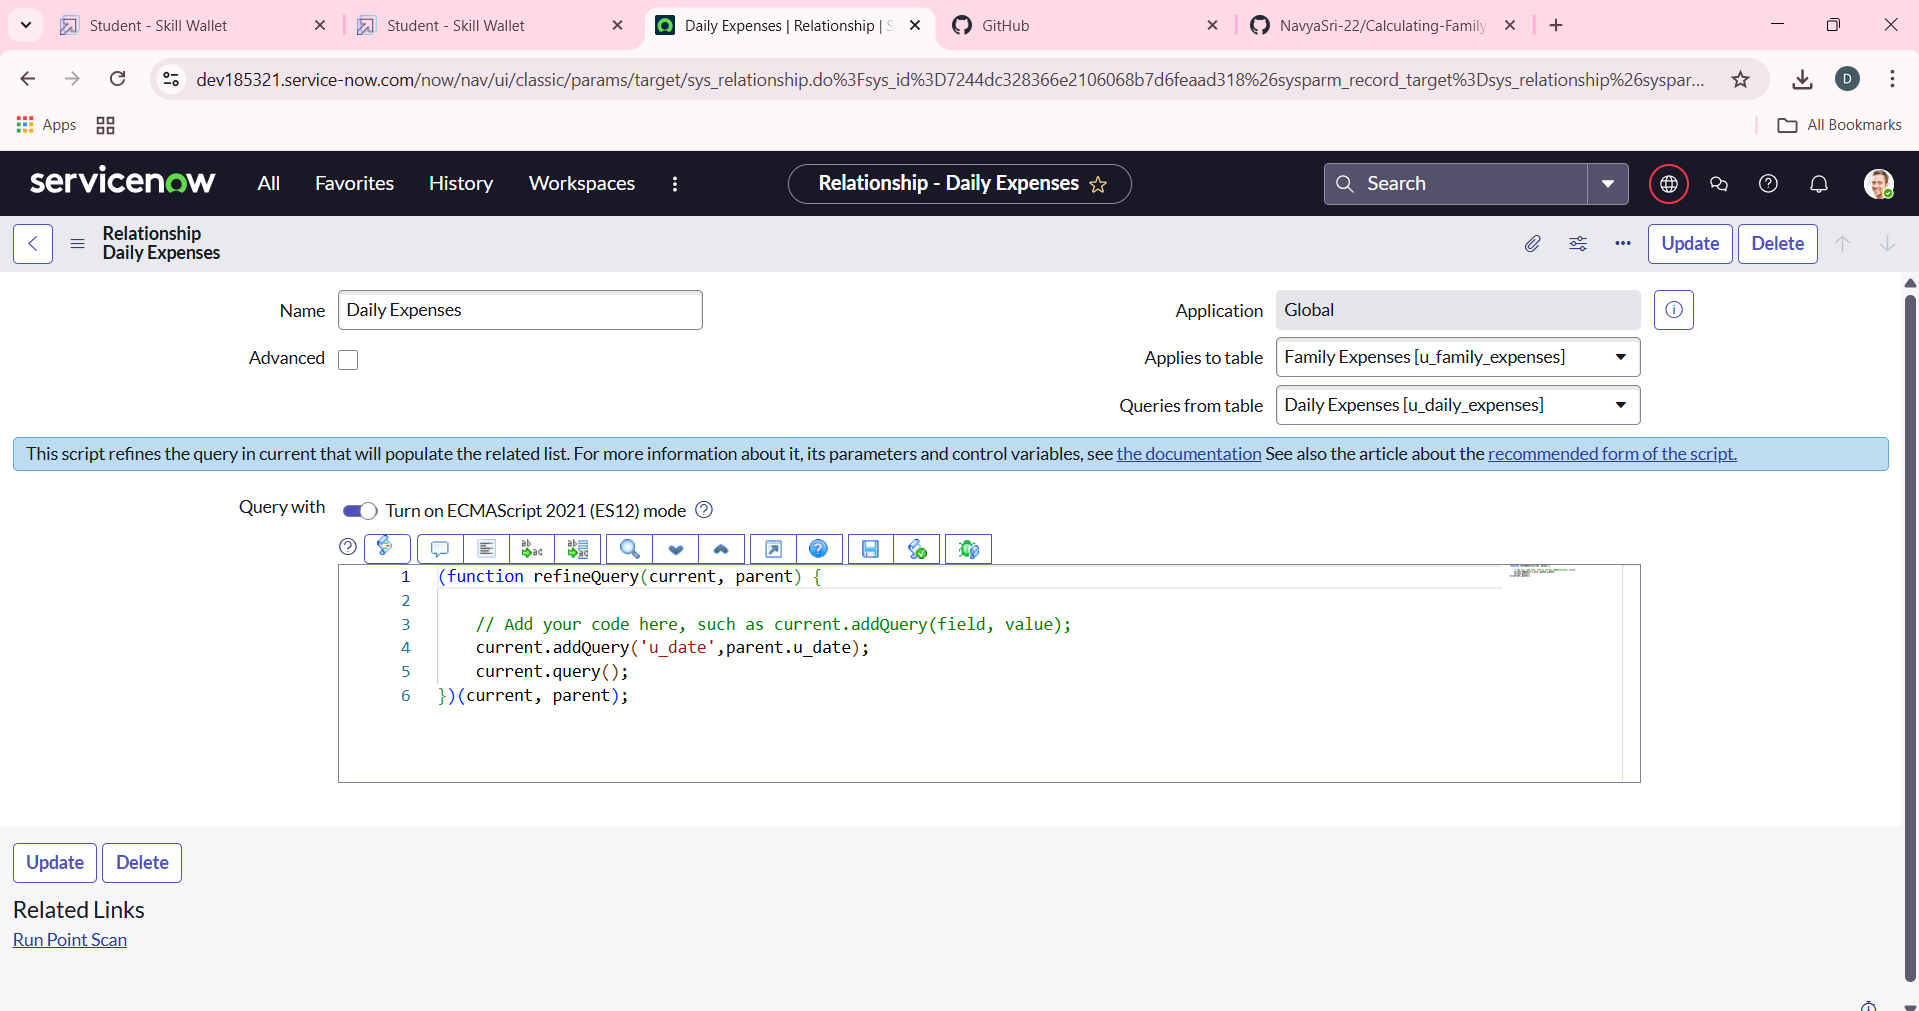 Student - Skill Wallet
Student - Skill Wallet
Daily Expenses | Relationship | S
GitHub
NavyaSri-22/Calculating-Family
dev185321.service-now.com/now/nav/ui/classic/params/target/sys_relationship.do%3Fsys_id%3D7244dc328366e2106068b7d6feaad318%26sysparm_record_target%3Dsys_relationship%26syspar...
D
Apps
All Bookmarks
servicenow
All
Favorites
History
Workspaces
Relationship - Daily Expenses
Search
Relationship
Daily Expenses
Update
Delete
Name
Daily Expenses
Application
Global
Advanced
Applies to table
Family Expenses [u_family_expenses]
Queries from table
Daily Expenses [u_daily_expenses]
This script refines the query in current that will populate the related list. For more information about it, its parameters and control variables, see the documentation See also the article about the recommended form of the script.
Query with
Turn on ECMAScript 2021 (ES12) mode
1 (function refineQuery(current, parent) {
2
3 // Add your code here, such as current.addQuery(field, value);
4 current.addQuery('u_date',parent.u_date);
5 current.query();
6 })(current, parent);
Update
Delete
Related Links
Run Point Scan